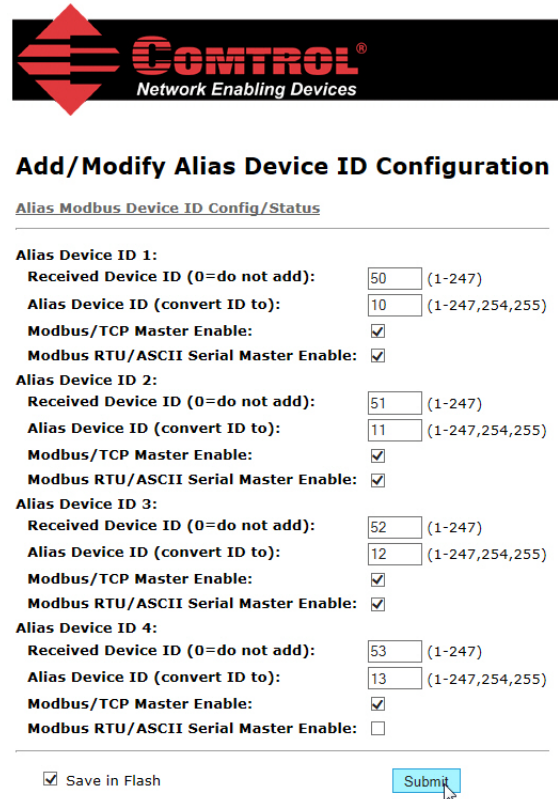 COMTROL®
Network Enabling Devices
Add/Modify Alias Device ID Configuration
Alias Modbus Device ID Config/Status
Alias Device ID 1:
Received Device ID (0=do not add): 50 (1-247)
Alias Device ID (convert ID to): 10 (1-247,254,255)
Modbus/TCP Master Enable:
Modbus RTU/ASCII Serial Master Enable:
Alias Device ID 2:
Received Device ID (0=do not add): 51 (1-247)
Alias Device ID (convert ID to): 11 (1-247,254,255)
Modbus/TCP Master Enable:
Modbus RTU/ASCII Serial Master Enable:
Alias Device ID 3:
Received Device ID (0=do not add): 52 (1-247)
Alias Device ID (convert ID to): 12 (1-247,254,255)
Modbus/TCP Master Enable:
Modbus RTU/ASCII Serial Master Enable:
Alias Device ID 4:
Received Device ID (0=do not add): 53 (1-247)
Alias Device ID (convert ID to): 13 (1-247,254,255)
Modbus/TCP Master Enable:
Modbus RTU/ASCII Serial Master Enable:
Save in Flash Submit